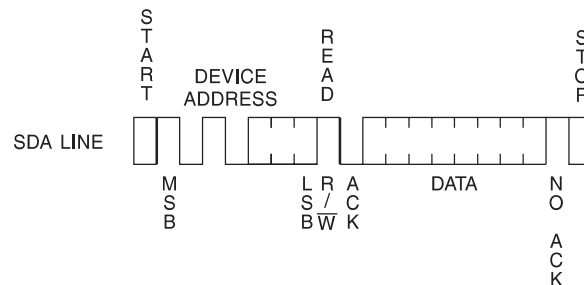 START
DEVICE
ADDRESS
READ
STOP
SDA LINE
MSB
LSB
R/W
ACK
DATA
NO ACK